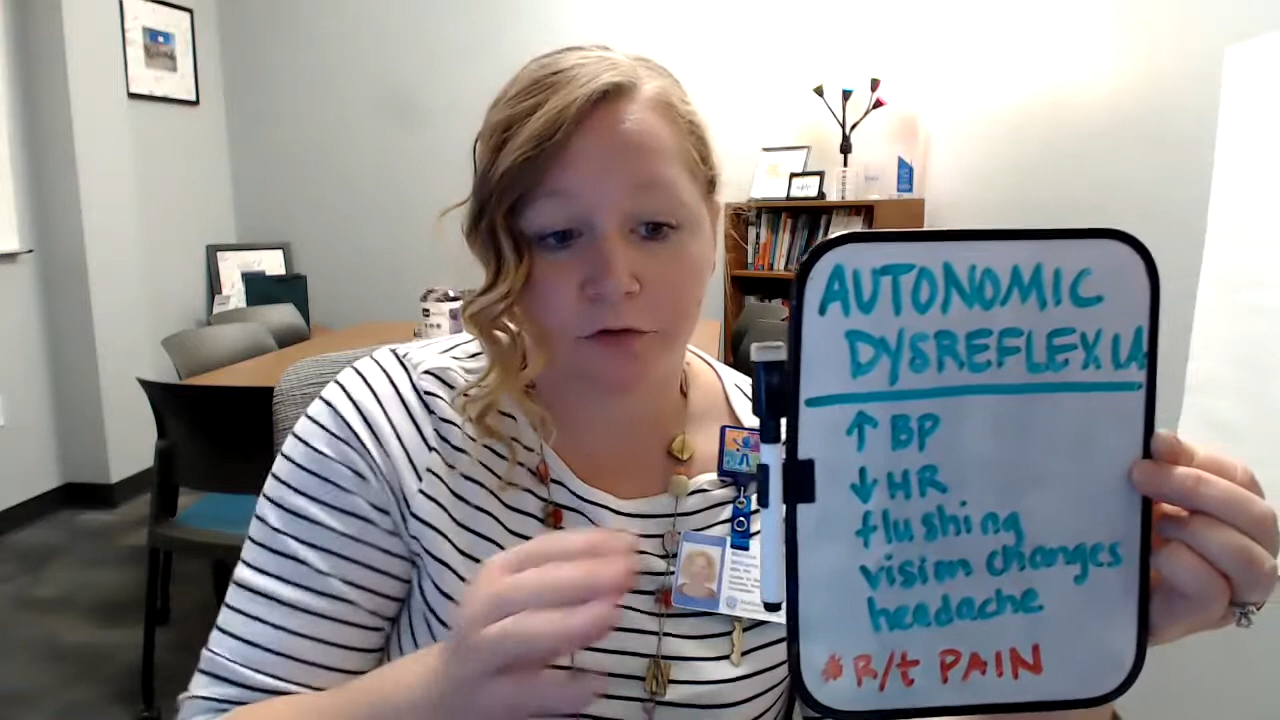 AUTONOMIC
DYSREFLEXIA
↑ BP
↓ HR
flushing
vision changes
headache
* R/t PAIN